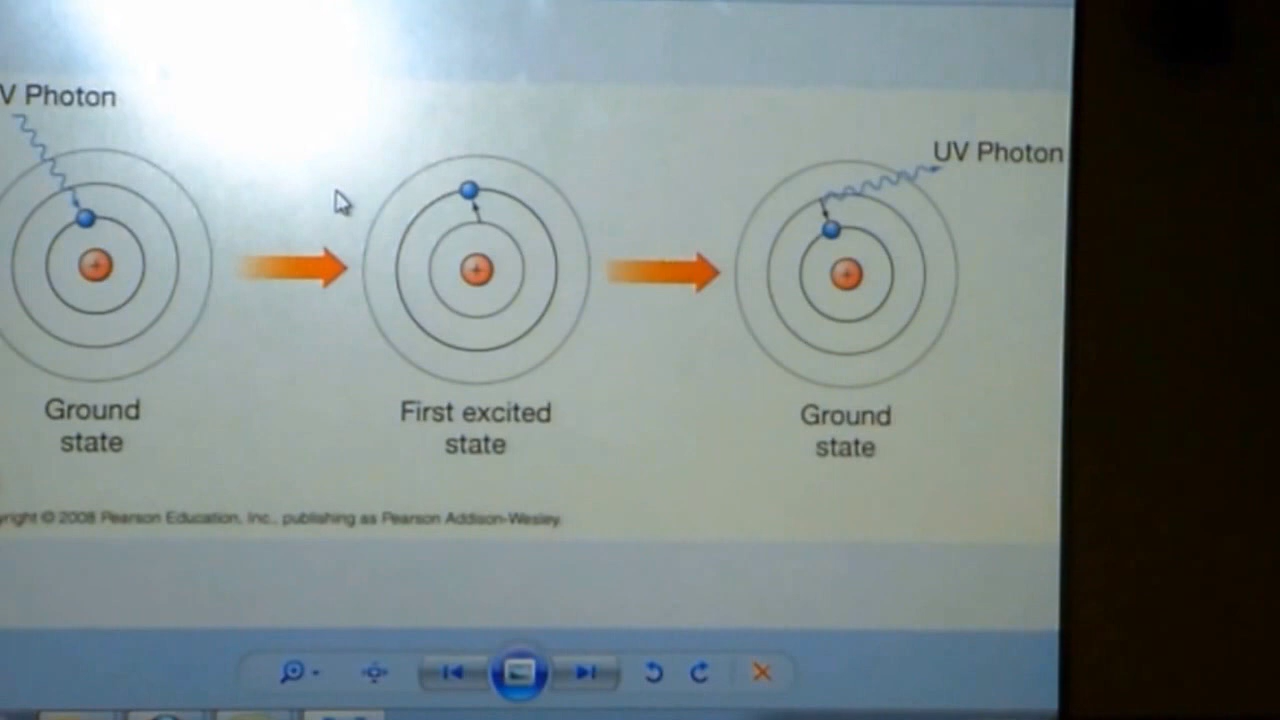 V Photon
UV Photon
Ground
state
First excited
state
Ground
state
yright © 2008 Pearson Education, Inc., publishing as Pearson Addison-Wesley.